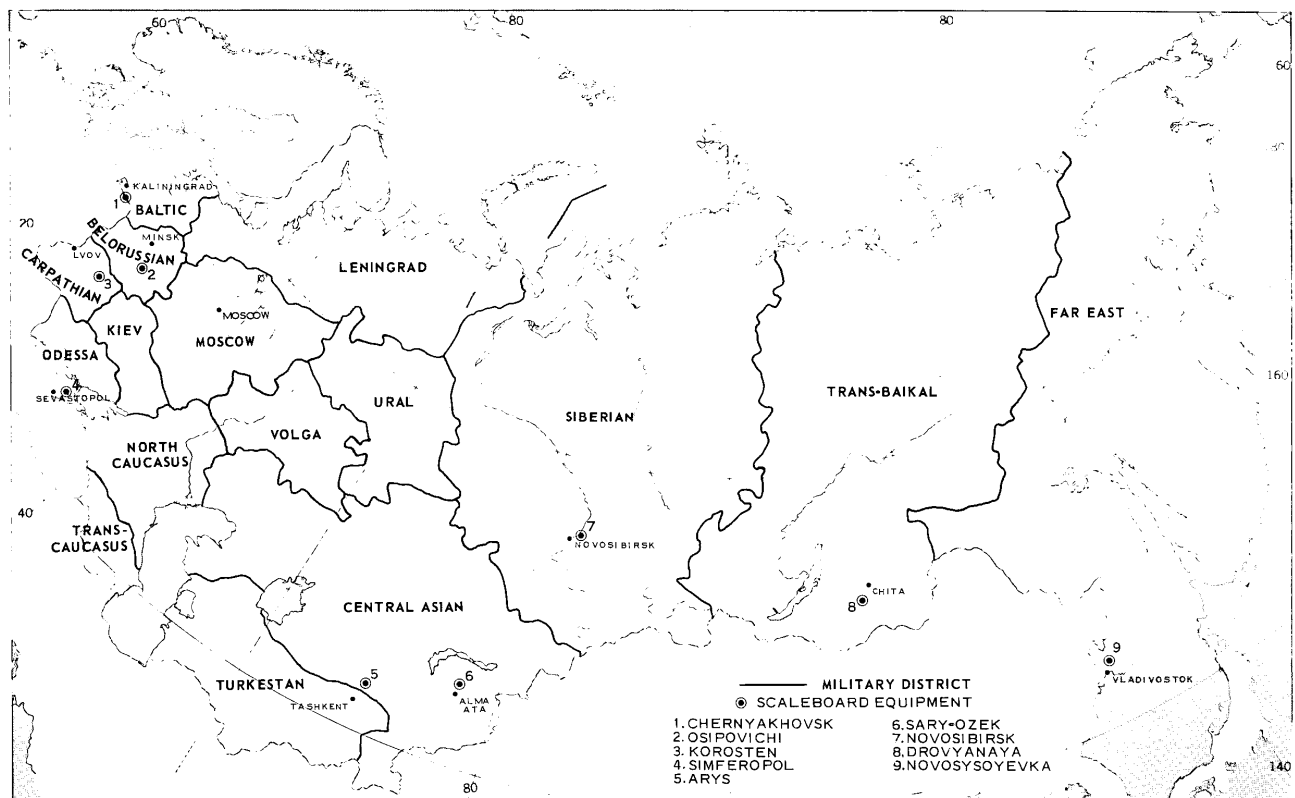 60
80
80
60
80
KALININGRAD
1
BALTIC
20
BELORUSSIAN
MINSK
LVOV
2
3
CARPATHIAN
LENINGRAD
MOSCOW
KIEV
MOSCOW
FAR EAST
ODESSA
4
SEVASTOPOL
160
URAL
TRANS-BAIKAL
SIBERIAN
VOLGA
NORTH
CAUCASUS
40
TRANS-
CAUCASUS
7
NOVOSIBIRSK
CHITA
8
CENTRAL ASIAN
9
VLADIVOSTOK
5
6
TURKESTAN
TASHKENT
ALMA
ATA
MILITARY DISTRICT
SCALEBOARD EQUIPMENT
1. CHERNYAKHOVSK
2. OSIPOVICHI
3. KOROSTEN
4. SIMFEROPOL
5. ARYS
6. SARY-OZEK
7. NOVOSIBIRSK
8. DROVYANAYA
9. NOVOSYSOYEVKA
80
140